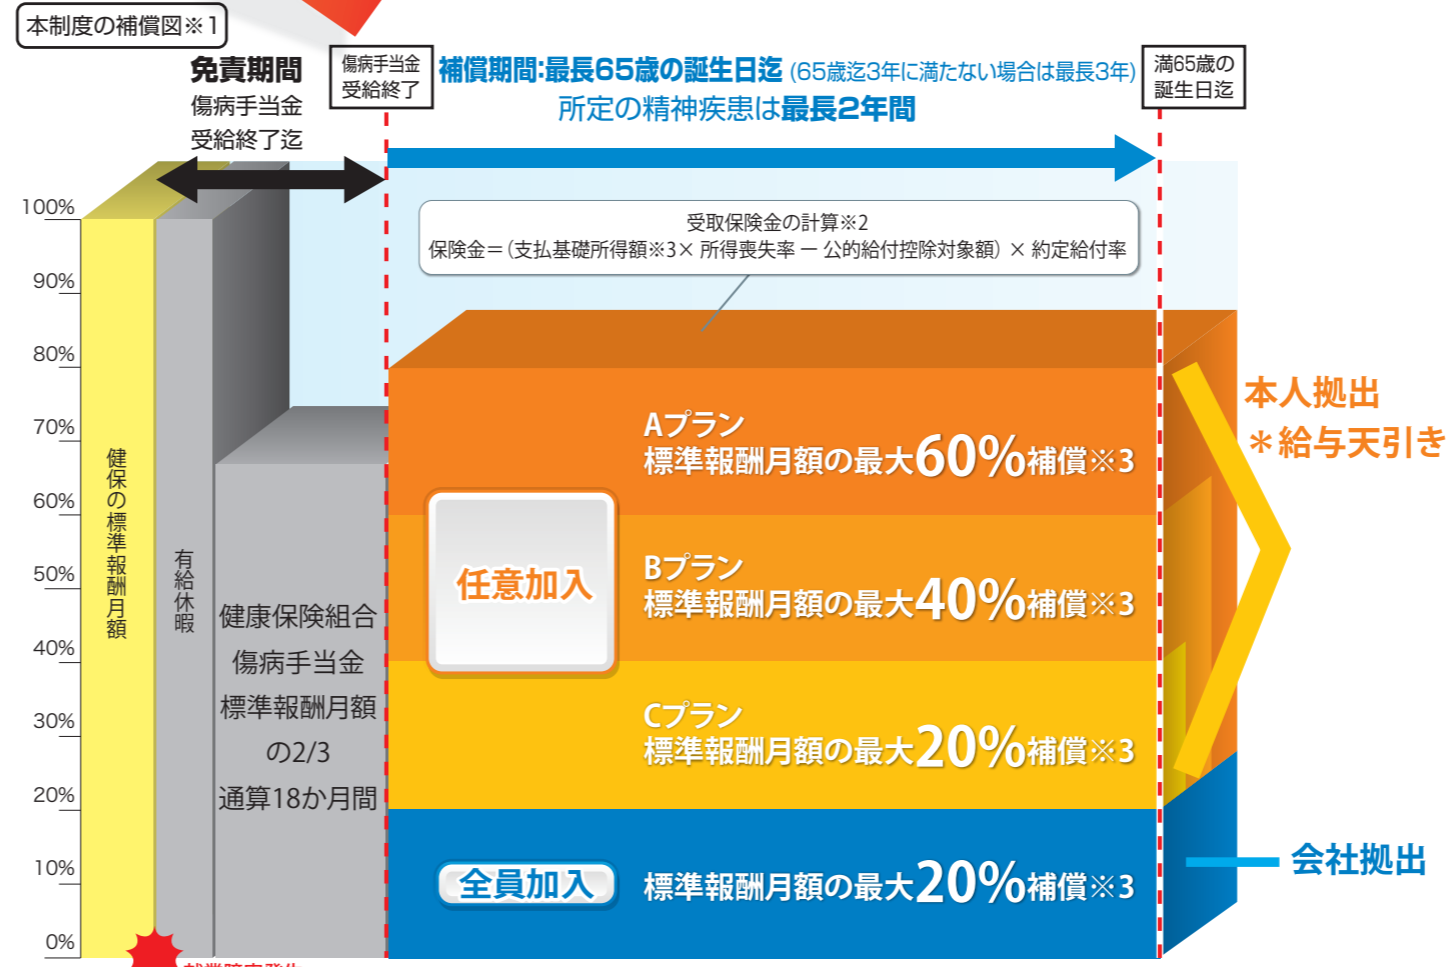 本制度の補償図※1
免責期間
傷病手当金
受給終了迄
傷病手当金
受給終了
補償期間:最長65歳の誕生日迄 (65歳迄3年に満たない場合は最長3年)
所定の精神疾患は最長2年間
満65歳の
誕生日迄
受取保険金の計算※2
保険金＝（支払基礎所得額※3× 所得喪失率 ー 公的給付控除対象額）× 約定給付率
100%
90%
80%
70%
60%
50%
40%
30%
20%
10%
0%
健保の標準報酬月額
有給休暇
健康保険組合
傷病手当金
標準報酬月額
の2/3
通算18か月間
任意加入
Aプラン
標準報酬月額の最大60%補償※3
Bプラン
標準報酬月額の最大40%補償※3
Cプラン
標準報酬月額の最大20%補償※3
全員加入
標準報酬月額の最大20%補償※3
本人拠出
＊給与天引き
会社拠出